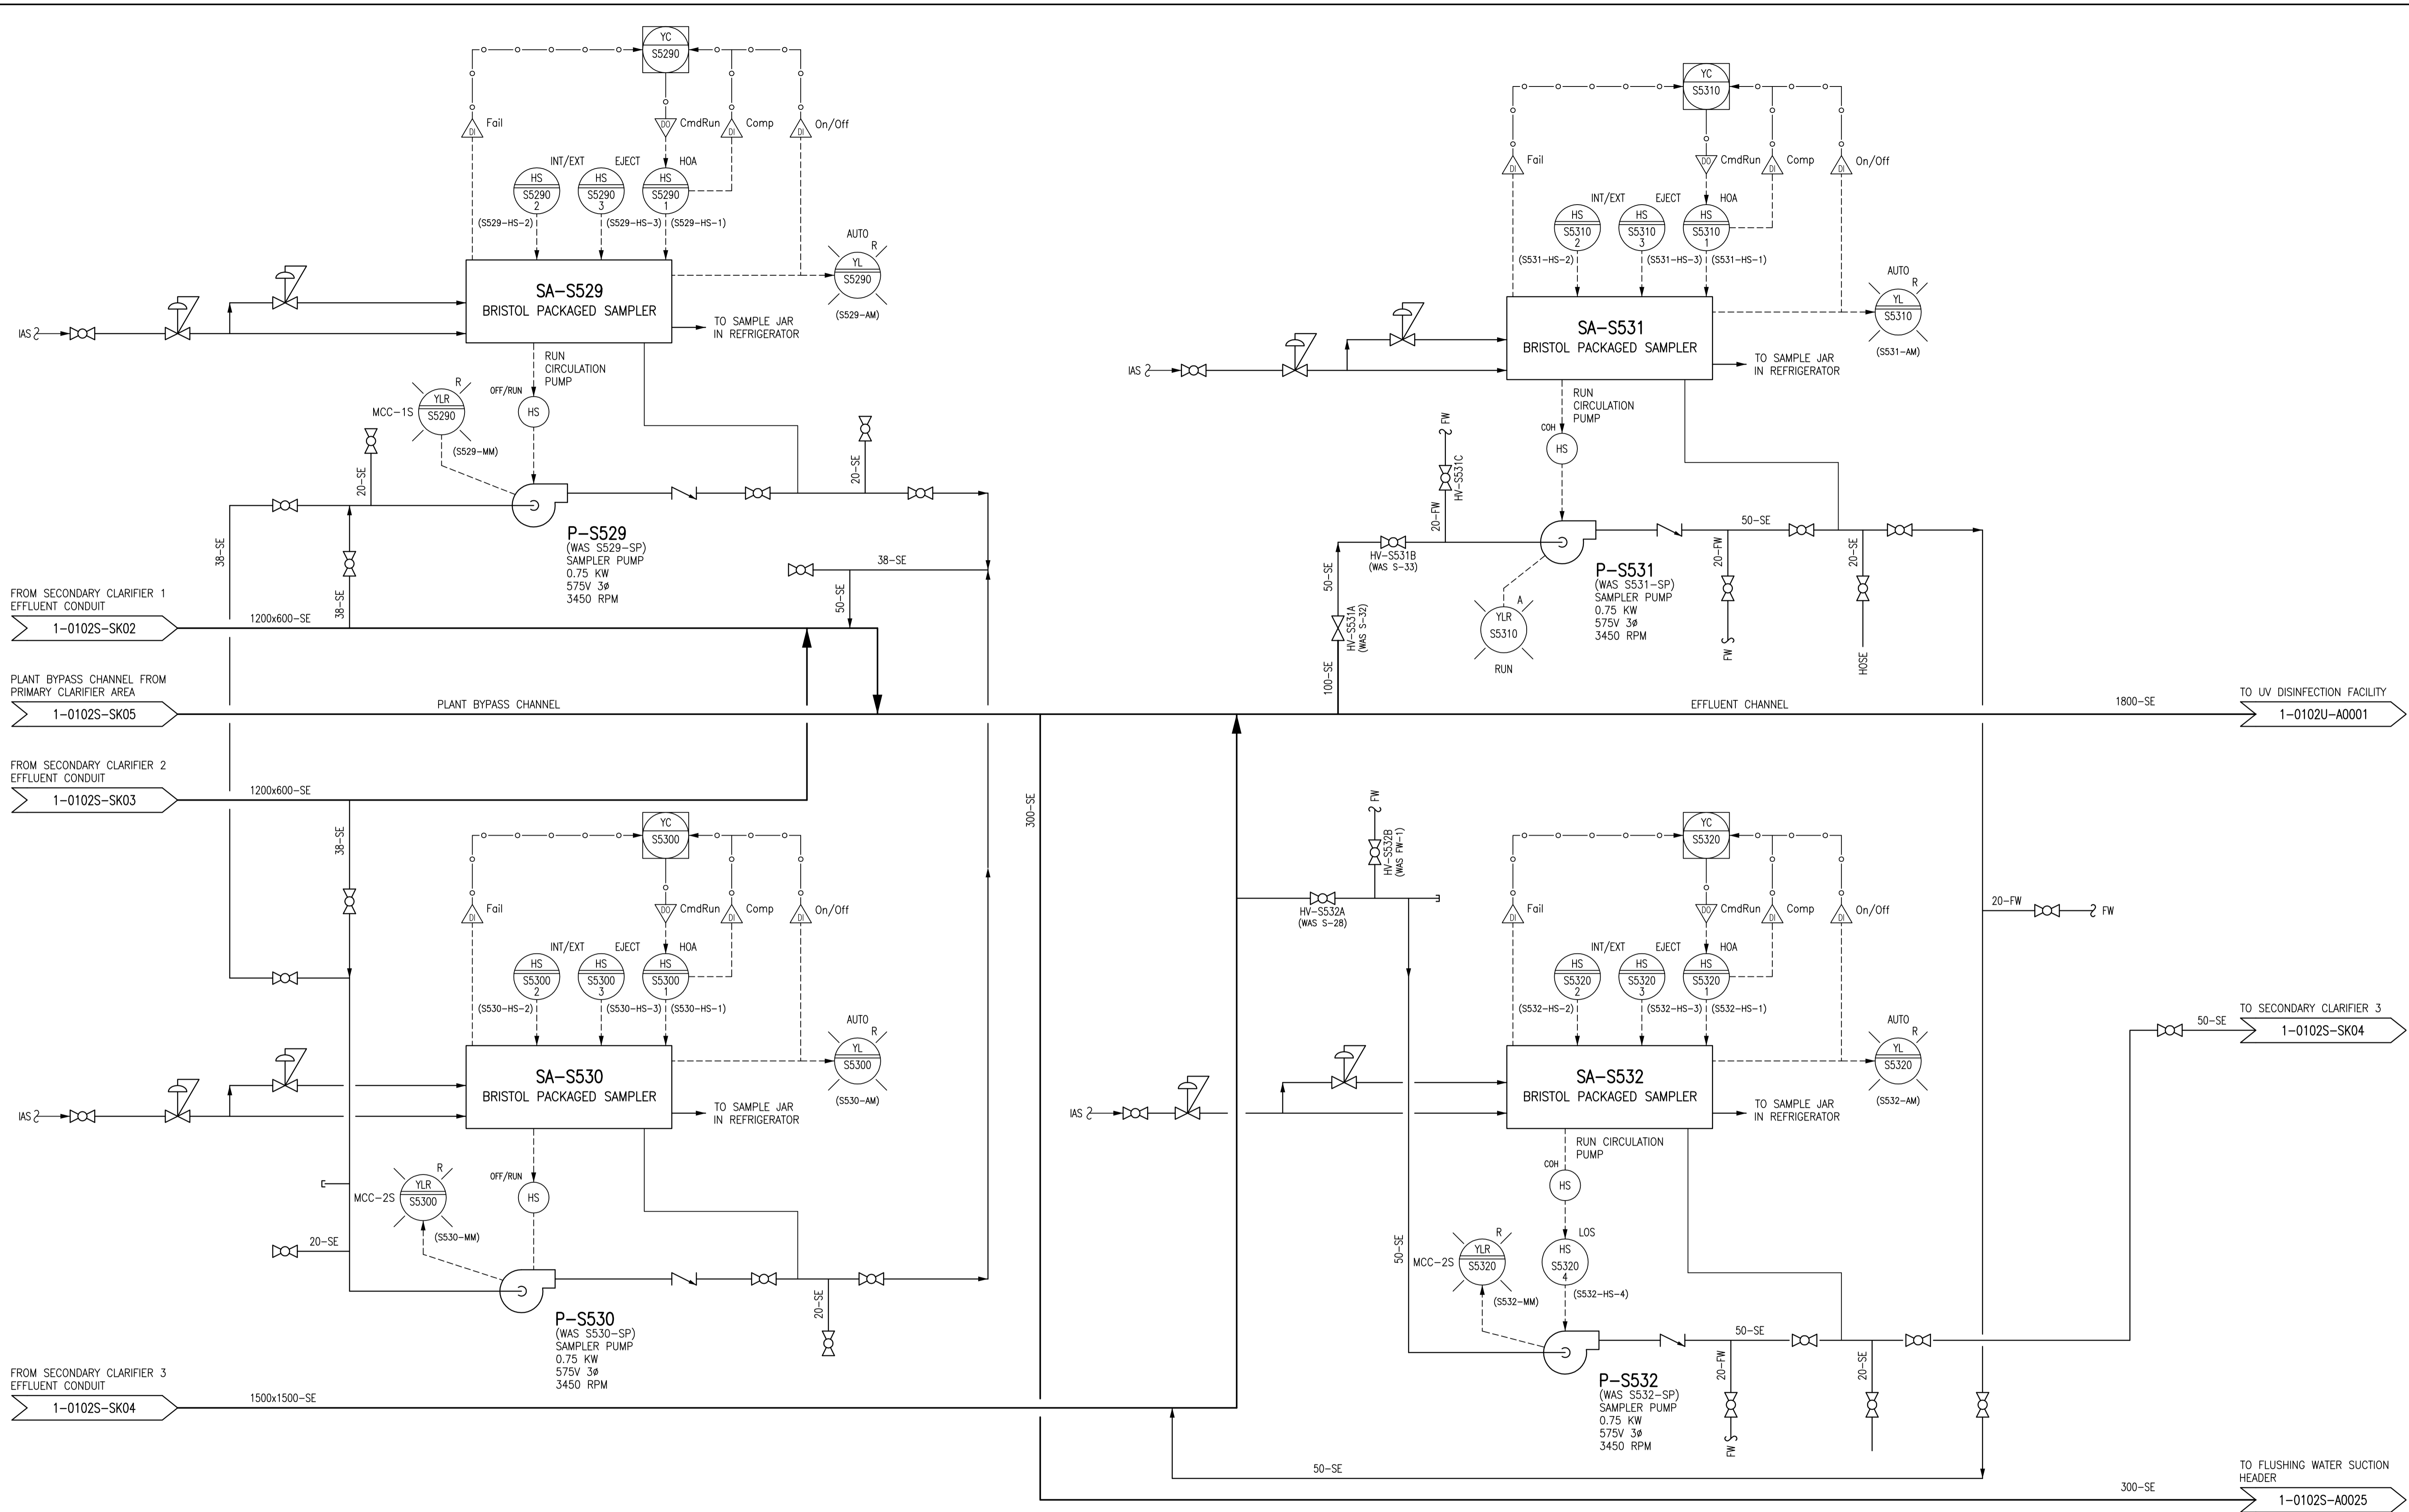 YC
S5290
Fail
DI
DO
CmdRun
DI
Comp
DI
On/Off
INT/EXT
EJECT
HOA
HS
S5290
2
HS
S5290
3
HS
S5290
1
(S529-HS-2)
(S529-HS-3)
(S529-HS-1)
AUTO
R
YL
S5290
(S529-AM)
SA-S529
BRISTOL PACKAGED SAMPLER
IAS
TO SAMPLE JAR
IN REFRIGERATOR
RUN
CIRCULATION
PUMP
OFF/RUN
HS
MCC-1S
R
YLR
S5290
(S529-MM)
20-SE
20-SE
38-SE
38-SE
P-S529
(WAS S529-SP)
SAMPLER PUMP
0.75 KW
575V 3ø
3450 RPM
38-SE
50-SE
FROM SECONDARY CLARIFIER 1
EFFLUENT CONDUIT
1-0102S-SK02
1200x600-SE
PLANT BYPASS CHANNEL FROM
PRIMARY CLARIFIER AREA
1-0102S-SK05
PLANT BYPASS CHANNEL
FROM SECONDARY CLARIFIER 2
EFFLUENT CONDUIT
1-0102S-SK03
1200x600-SE
38-SE
300-SE
YC
S5300
Fail
DI
DO
CmdRun
DI
Comp
DI
On/Off
INT/EXT
EJECT
HOA
HS
S5300
2
HS
S5300
3
HS
S5300
1
(S530-HS-2)
(S530-HS-3)
(S530-HS-1)
AUTO
R
YL
S5300
(S530-AM)
SA-S530
BRISTOL PACKAGED SAMPLER
IAS
TO SAMPLE JAR
IN REFRIGERATOR
OFF/RUN
HS
MCC-2S
R
YLR
S5300
(S530-MM)
20-SE
20-SE
P-S530
(WAS S530-SP)
SAMPLER PUMP
0.75 KW
575V 3ø
3450 RPM
FROM SECONDARY CLARIFIER 3
EFFLUENT CONDUIT
1-0102S-SK04
1500x1500-SE
YC
S5310
Fail
DI
DO
CmdRun
DI
Comp
DI
On/Off
INT/EXT
EJECT
HOA
HS
S5310
2
HS
S5310
3
HS
S5310
1
(S531-HS-2)
(S531-HS-3)
(S531-HS-1)
AUTO
R
YL
S5310
(S531-AM)
SA-S531
BRISTOL PACKAGED SAMPLER
IAS
TO SAMPLE JAR
IN REFRIGERATOR
RUN
CIRCULATION
PUMP
COH
HS
FW
HV-S531C
20-FW
HV-S531B
(WAS S-33)
50-SE
HV-S531A
(WAS S-32)
100-SE
A
YLR
S5310
RUN
50-SE
20-FW
FW
20-SE
HOSE
P-S531
(WAS S531-SP)
SAMPLER PUMP
0.75 KW
575V 3ø
3450 RPM
EFFLUENT CHANNEL
1800-SE
TO UV DISINFECTION FACILITY
1-0102U-A0001
FW
HV-S532B
(WAS FW-1)
HV-S532A
(WAS S-28)
YC
S5320
Fail
DI
DO
CmdRun
DI
Comp
DI
On/Off
INT/EXT
EJECT
HOA
HS
S5320
2
HS
S5320
3
HS
S5320
1
(S532-HS-2)
(S532-HS-3)
(S532-HS-1)
AUTO
R
YL
S5320
(S532-AM)
20-FW
FW
SA-S532
BRISTOL PACKAGED SAMPLER
IAS
TO SAMPLE JAR
IN REFRIGERATOR
RUN CIRCULATION
PUMP
COH
HS
LOS
HS
S5320
4
(S532-HS-4)
MCC-2S
R
YLR
S5320
(S532-MM)
50-SE
50-SE
20-FW
FW
20-SE
P-S532
(WAS S532-SP)
SAMPLER PUMP
0.75 KW
575V 3ø
3450 RPM
50-SE
TO SECONDARY CLARIFIER 3
50-SE
1-0102S-SK04
TO FLUSHING WATER SUCTION
HEADER
300-SE
1-0102S-A0025